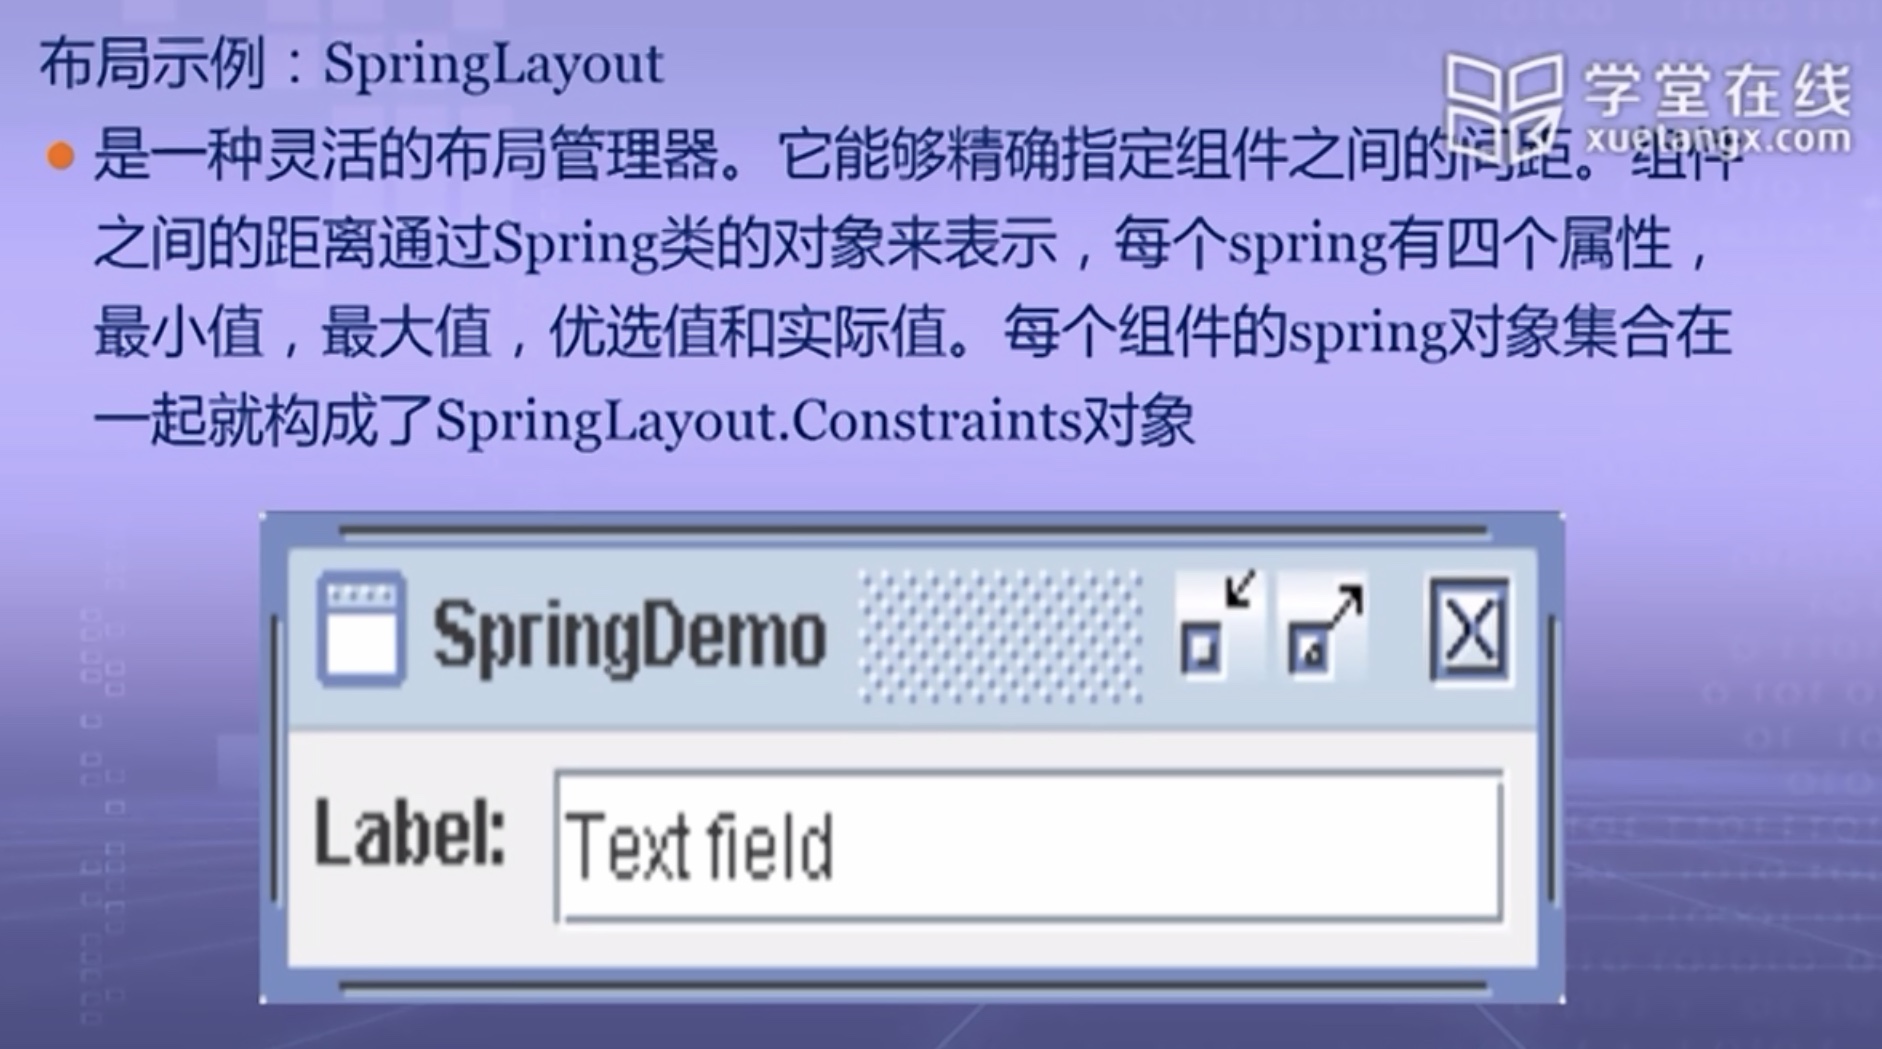 布局示例：SpringLayout
学堂在线
xuetangx.com
是一种灵活的布局管理器。它能够精确指定组件之间的间距。组件
之间的距离通过Spring类的对象来表示，每个spring有四个属性，
最小值，最大值，优选值和实际值。每个组件的spring对象集合在
一起就构成了SpringLayout.Constraints对象
SpringDemo
Label: Text field